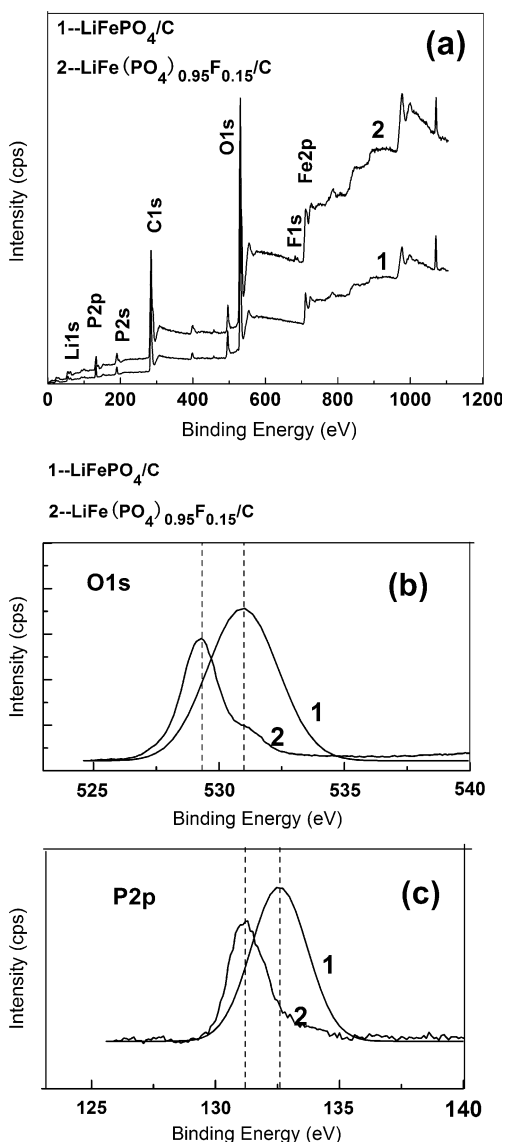 1--LiFePO4/C
(a)
2--LiFe(PO4)0.95F0.15/C
2
O1s
Fe2p
C1s
F1s
1
P2p
P2s
Li1s
Intensity (cps)
0 200 400 600 800 1000 1200
Binding Energy (eV)
1--LiFePO4/C
2--LiFe(PO4)0.95F0.15/C
O1s
(b)
Intensity (cps)
1
2
525 530 535 540
Binding Energy (eV)
P2p
(c)
Intensity (cps)
1
2
125 130 135 140
Binding Energy (eV)